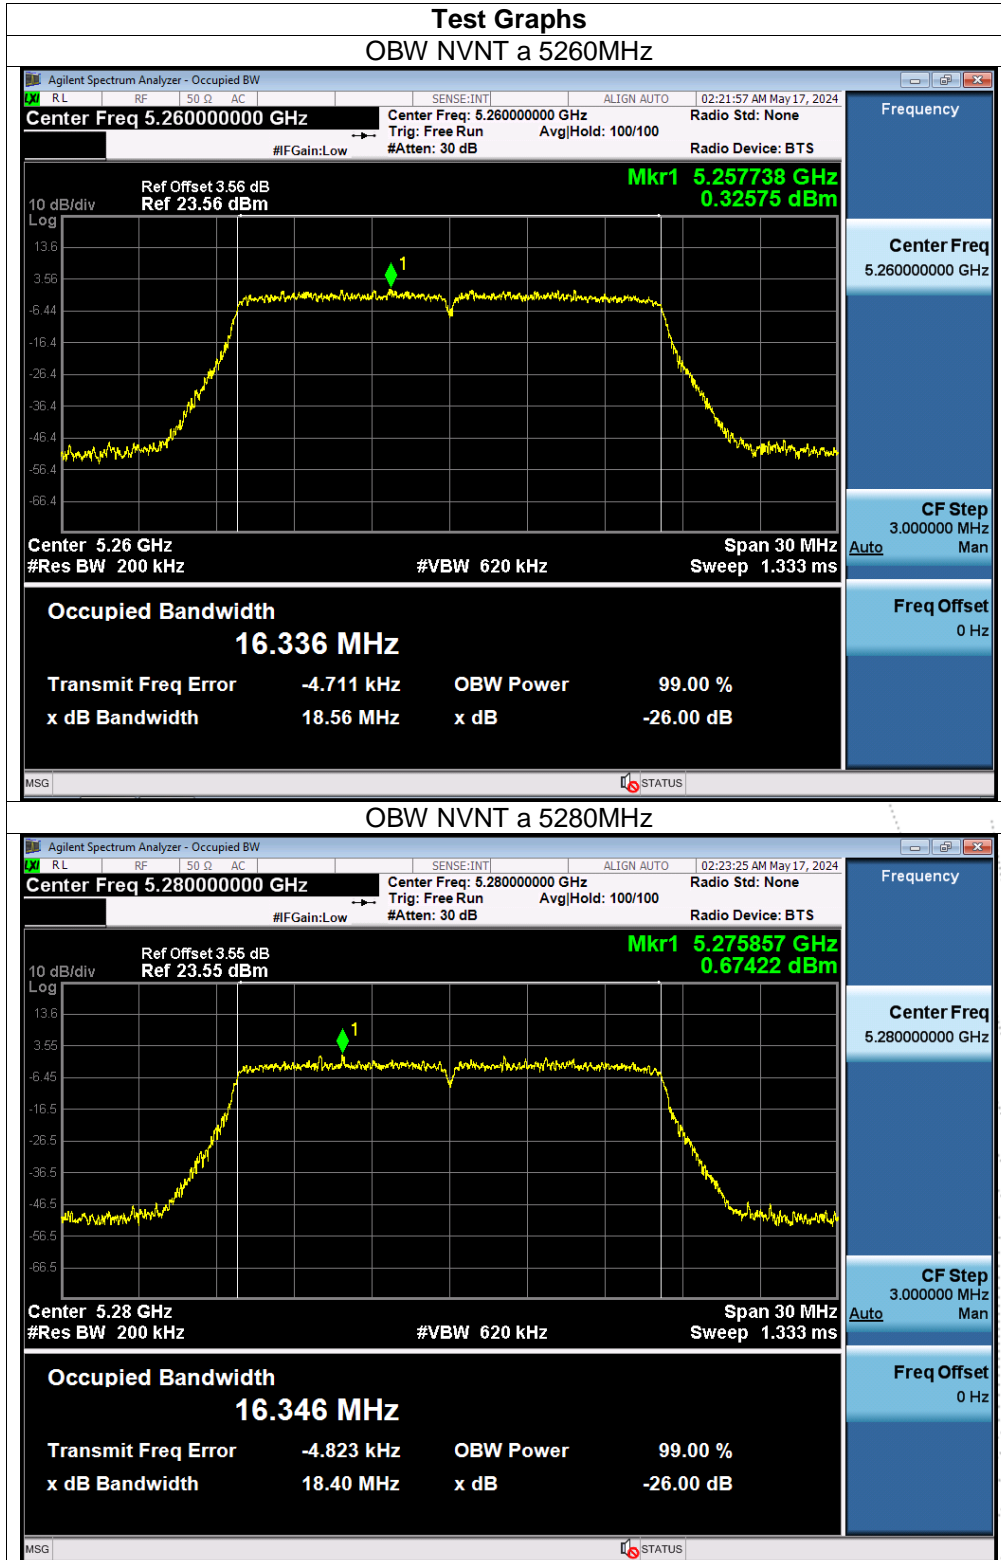 Test Graphs
OBW NVNT a 5260MHz
Agilent Spectrum Analyzer - Occupied BW
LXI RL RF 50 Ω AC SENSE:INT ALIGN AUTO 02:21:57 AM May 17, 2024
Center Freq 5.260000000 GHz
Center Freq: 5.260000000 GHz Radio Std: None
Trig: Free Run Avg|Hold: 100/100
#IFGain:Low #Atten: 30 dB Radio Device: BTS
Frequency
Mkr1 5.257738 GHz
0.32575 dBm
Ref Offset 3.56 dB
10 dB/div Ref 23.56 dBm
Log
1
13.6
3.56
-6.44
-16.4
-26.4
-36.4
-46.4
-56.4
-66.4
Center 5.26 GHz Span 30 MHz
#Res BW 200 kHz #VBW 620 kHz Sweep 1.333 ms
Center Freq
5.260000000 GHz
CF Step
3.000000 MHz
Auto Man
Freq Offset
0 Hz
Occupied Bandwidth
16.336 MHz
Transmit Freq Error -4.711 kHz OBW Power 99.00 %
x dB Bandwidth 18.56 MHz x dB -26.00 dB
MSG STATUS
OBW NVNT a 5280MHz
Agilent Spectrum Analyzer - Occupied BW
LXI RL RF 50 Ω AC SENSE:INT ALIGN AUTO 02:23:25 AM May 17, 2024
Center Freq 5.280000000 GHz
Center Freq: 5.280000000 GHz Radio Std: None
Trig: Free Run Avg|Hold: 100/100
#IFGain:Low #Atten: 30 dB Radio Device: BTS
Frequency
Mkr1 5.275857 GHz
0.67422 dBm
Ref Offset 3.55 dB
10 dB/div Ref 23.55 dBm
Log
1
13.6
3.55
-6.45
-16.5
-26.5
-36.5
-46.5
-56.5
-66.5
Center 5.28 GHz Span 30 MHz
#Res BW 200 kHz #VBW 620 kHz Sweep 1.333 ms
Center Freq
5.280000000 GHz
CF Step
3.000000 MHz
Auto Man
Freq Offset
0 Hz
Occupied Bandwidth
16.346 MHz
Transmit Freq Error -4.823 kHz OBW Power 99.00 %
x dB Bandwidth 18.40 MHz x dB -26.00 dB
MSG STATUS